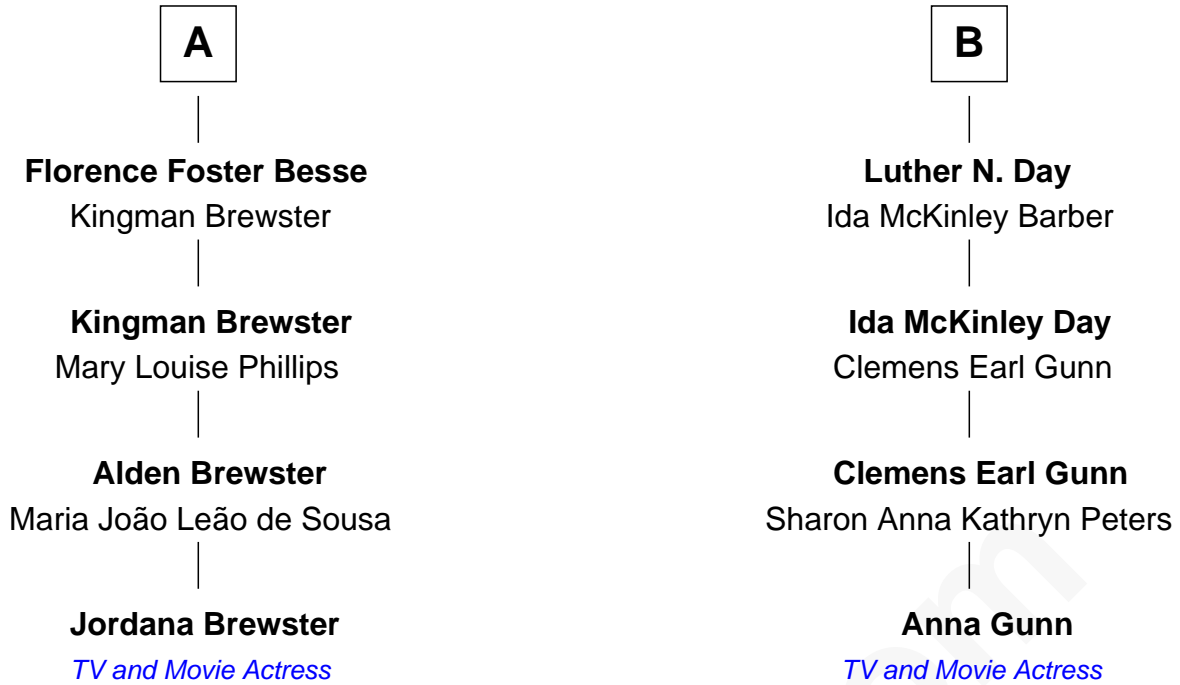 A
Florence Foster Besse
Kingman Brewster
Kingman Brewster
Mary Louise Phillips
Alden Brewster
Maria João Leão de Sousa
Jordana Brewster
TV and Movie Actress
B
Luther N. Day
Ida McKinley Barber
Ida McKinley Day
Clemens Earl Gunn
Clemens Earl Gunn
Sharon Anna Kathryn Peters
Anna Gunn
TV and Movie Actress